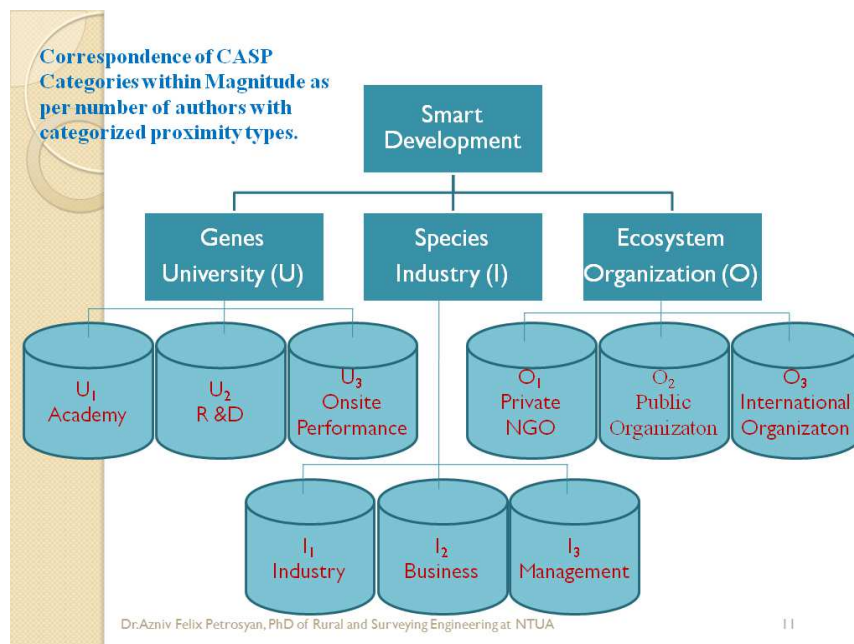 Correspondence of CASP
Categories within Magnitude as
per number of authors with
categorized proximity types.
Smart
Development
Genes
University (U)
Species
Industry (I)
Ecosystem
Organization (O)
U₁
Academy
U₂
R &D
U₃
Onsite
Performance
O₁
Private
NGO
O₂
Public
Organizaton
O₃
International
Organizaton
I₁
Industry
I₂
Business
I₃
Management
Dr.Azniv Felix Petrosyan, PhD of Rural and Surveying Engineering at NTUA
11